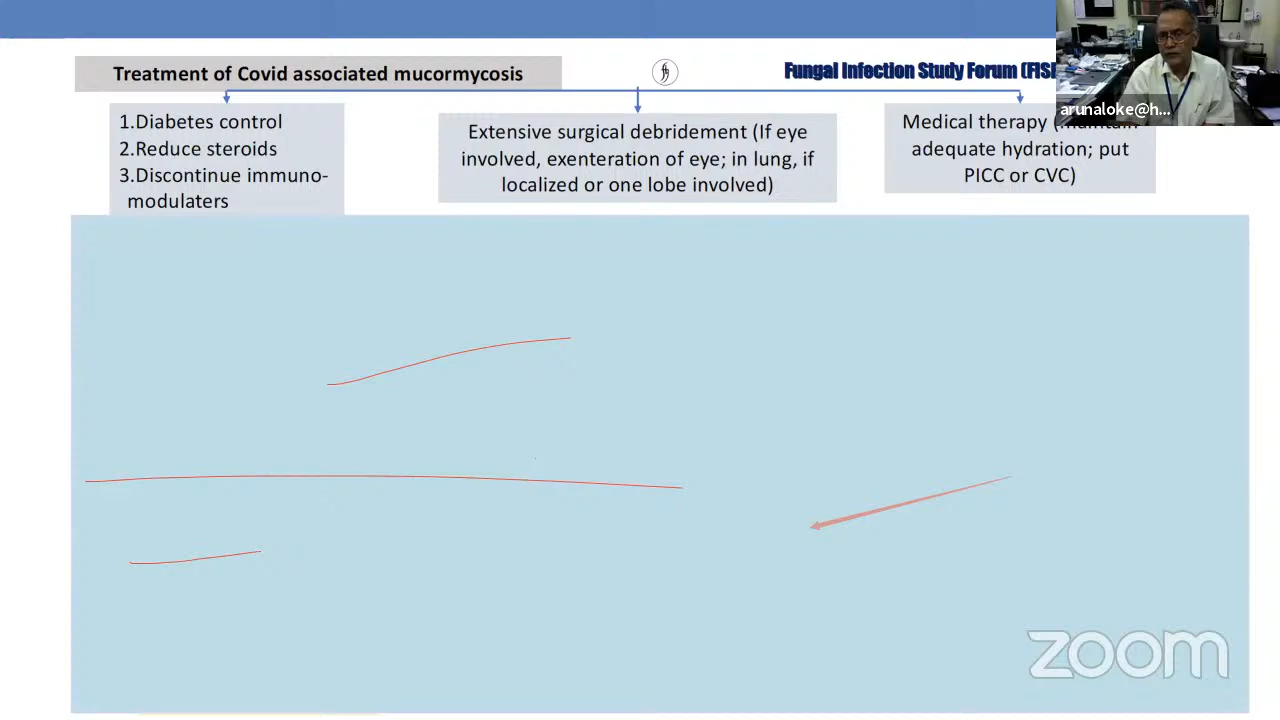 Treatment of Covid associated mucormycosis
Fungal Infection Study Forum
arunaloke@h...
1.Diabetes control
2.Reduce steroids
3.Discontinue immuno-
modulaters
Extensive surgical debridement (If eye
involved, exenteration of eye; in lung, if
localized or one lobe involved)
Medical therapy (maintain
adequate hydration; put
PICC or CVC)
zoom